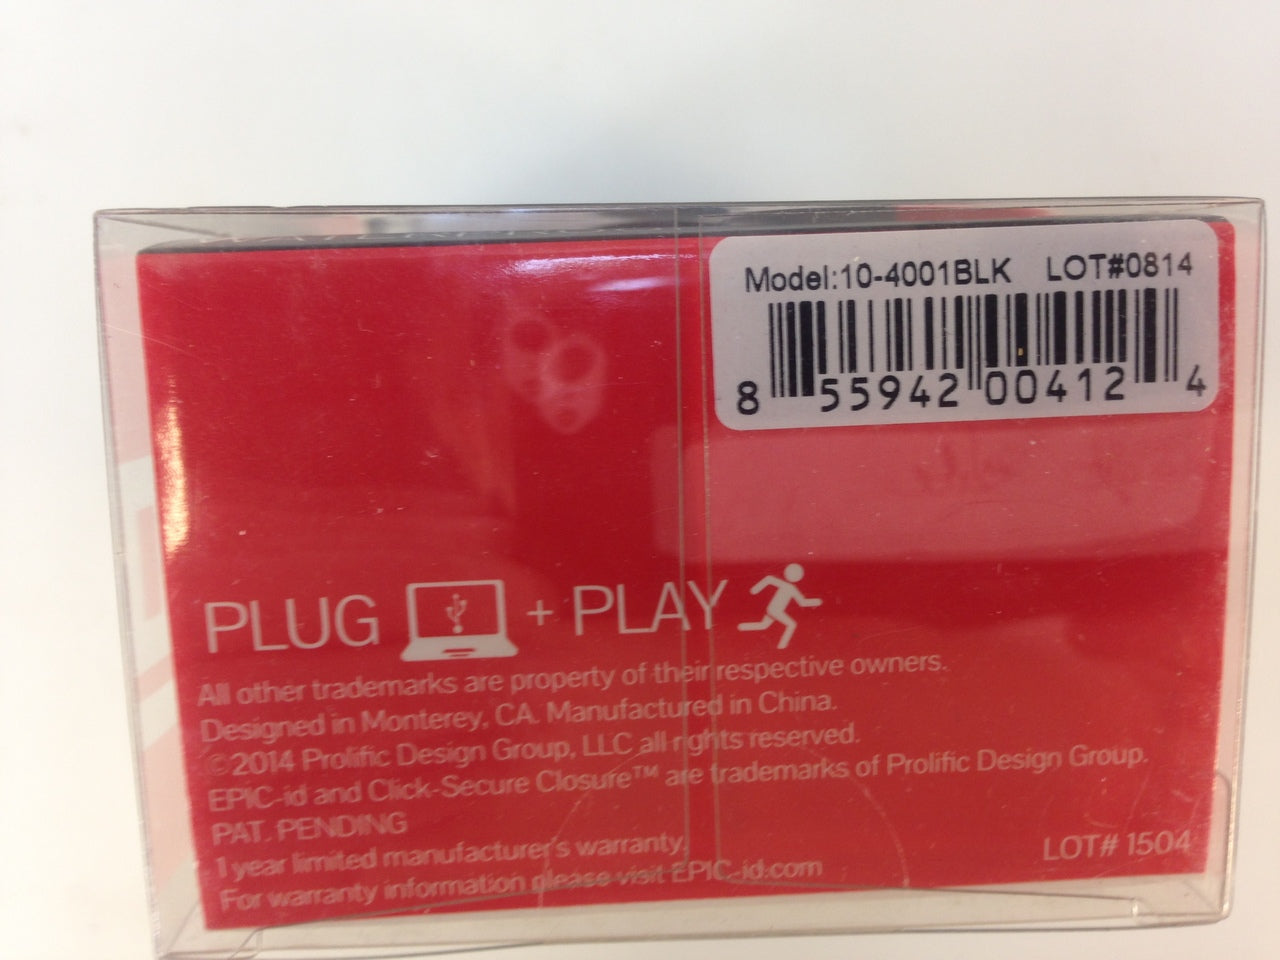 Model:10-4001BLK LOT#0814
8 55942 00412 4
PLUG + PLAY
All other trademarks are property of their respective owners.
Designed in Monterey, CA. Manufactured in China.
©2014 Prolific Design Group, LLC all rights reserved.
EPIC-id and Click-Secure Closure™ are trademarks of Prolific Design Group.
PAT. PENDING
1 year limited manufacturer's warranty.
For warranty information please visit EPIC-id.com
LOT# 1504